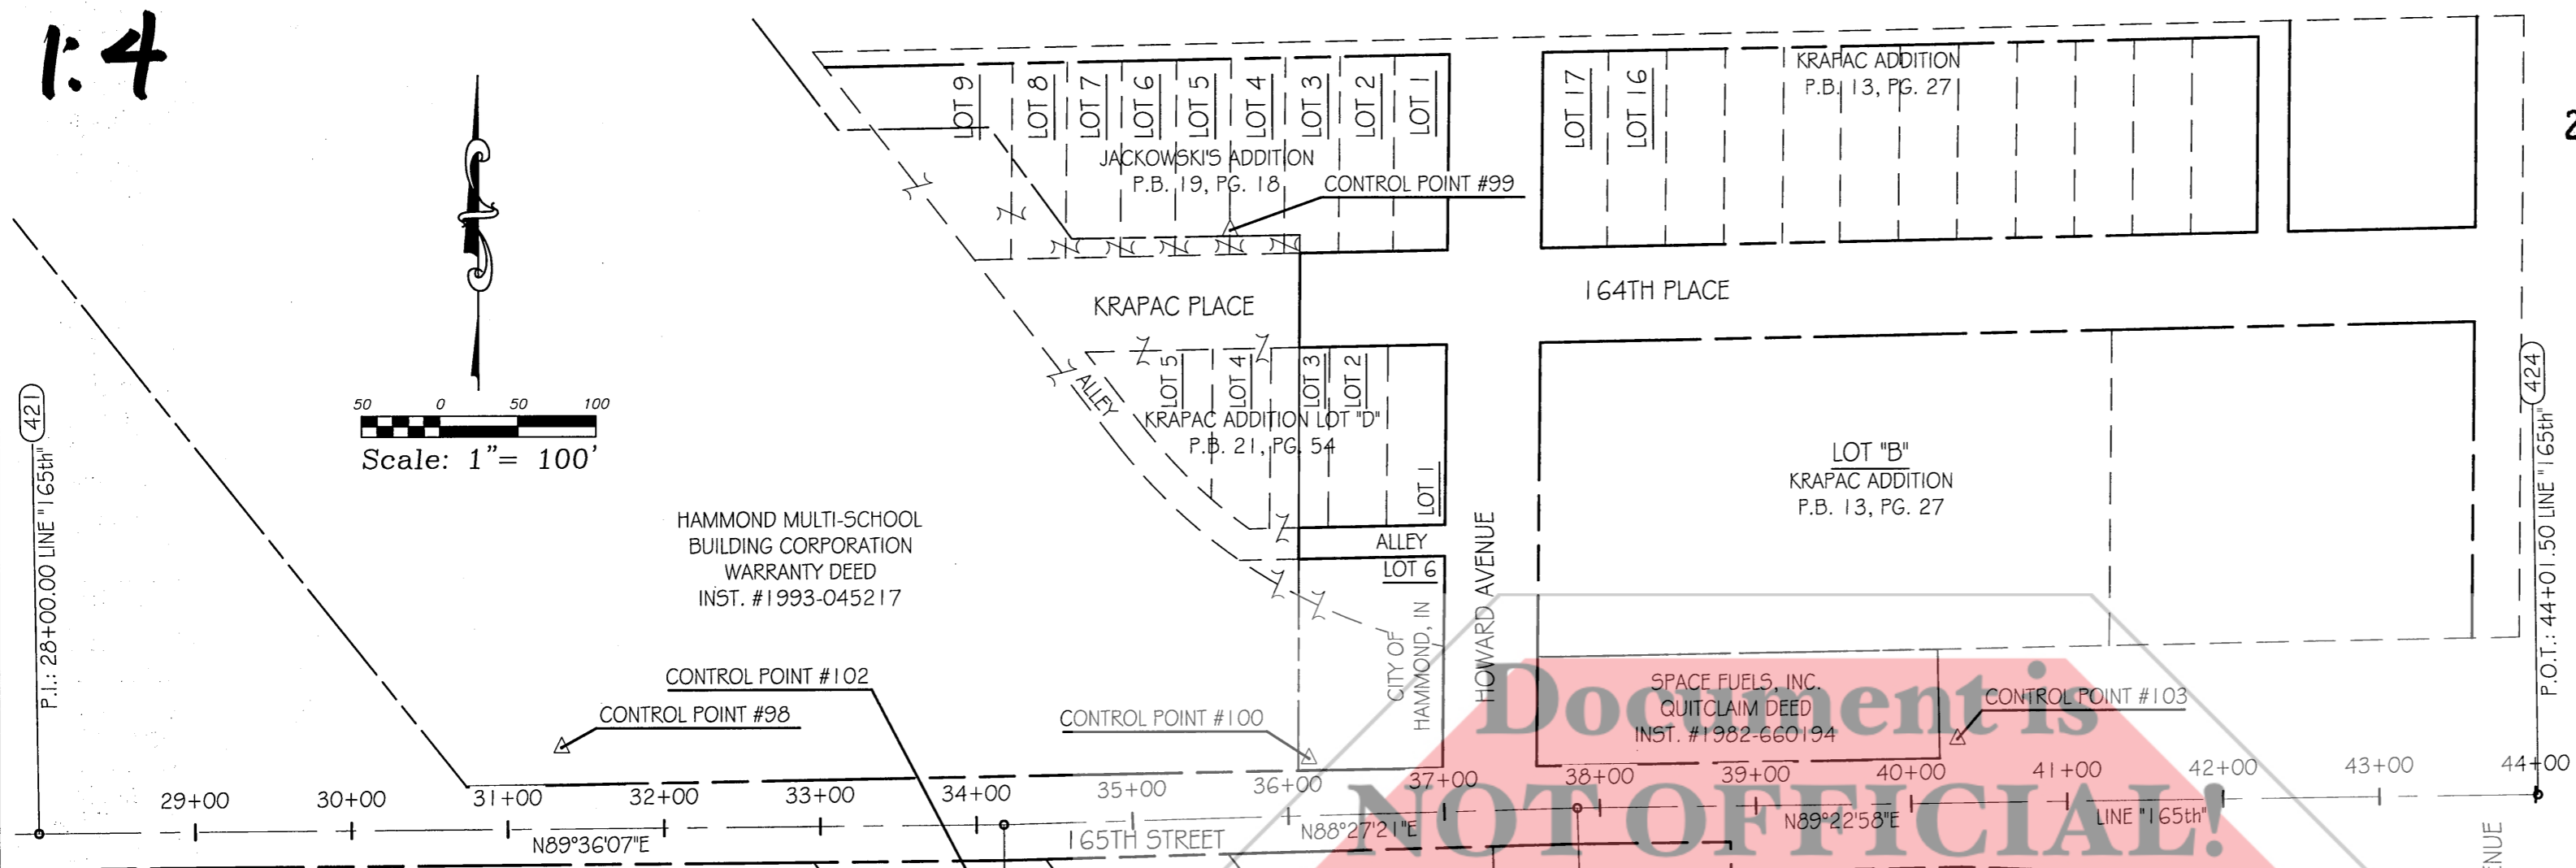 1:4
2
LOT 9
LOT 8
LOT 7
LOT 6
LOT 5
LOT 4
LOT 3
LOT 2
LOT 1
JACKOWSKI'S ADDITION
P.B. 19, PG. 18
CONTROL POINT #99
LOT 17
LOT 16
KRAPAC ADDITION
P.B. 13, PG. 27
164TH PLACE
KRAPAC PLACE
50 0 50 100
Scale: 1"= 100'
421
P.I.: 28+00.00 LINE "165th"
ALLEY
LOT 5
LOT 4
LOT 3
LOT 2
KRAPAC ADDITION LOT "D"
P.B. 21, PG. 54
LOT 1
ALLEY
LOT 6
CITY OF
HAMMOND, IN
HOWARD AVENUE
LOT "B"
KRAPAC ADDITION
P.B. 13, PG. 27
424
P.O.T.: 44+01.50 LINE "165th"
HAMMOND MULTI-SCHOOL
BUILDING CORPORATION
WARRANTY DEED
INST. #1993-045217
CONTROL POINT #102
CONTROL POINT #98
CONTROL POINT #100
SPACE FUELS, INC.
QUITCLAIM DEED
INST. #1982-660194
CONTROL POINT #103
Document is
NOT OFFICIAL!
29+00 30+00 31+00 32+00 33+00 34+00 35+00 36+00 37+00 38+00 39+00 40+00 41+00 42+00 43+00 44+00
N89°36'07"E
165TH STREET
N88°27'21"E
N89°22'58"E
LINE "165th"